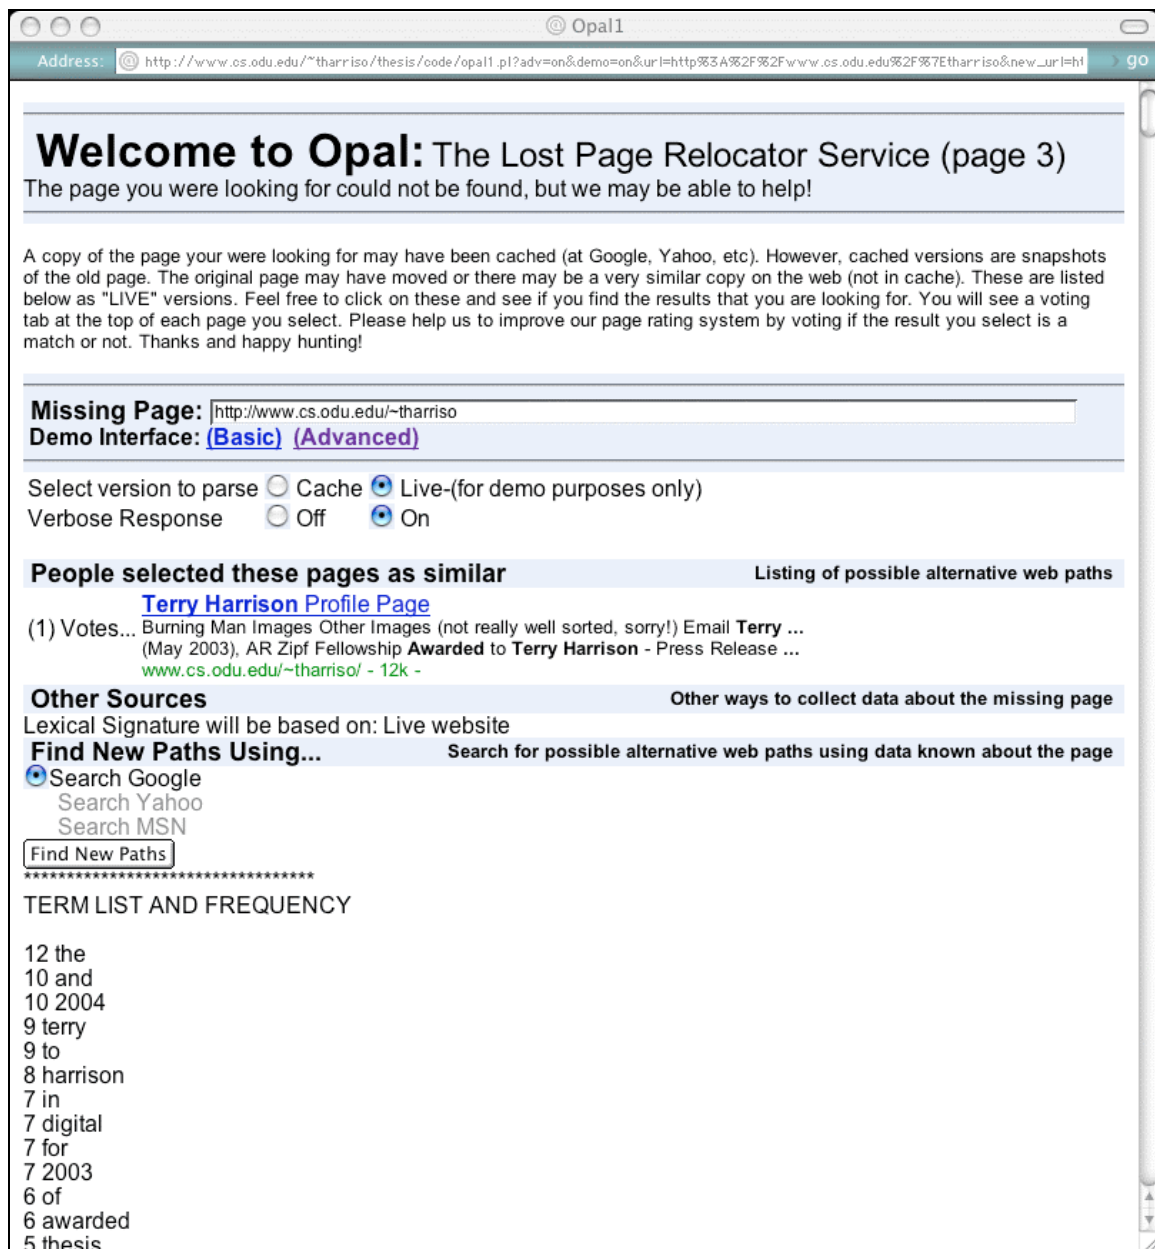 Opal1
Address: http://www.cs.odu.edu/~tharriso/thesis/code/opal1.pl?adv=on&demo=on&url=http%3A%2F%2Fwww.cs.odu.edu%2F%7Etharriso&new_url=ht go
Welcome to Opal: The Lost Page Relocator Service (page 3)
The page you were looking for could not be found, but we may be able to help!
A copy of the page your were looking for may have been cached (at Google, Yahoo, etc). However, cached versions are snapshots
of the old page. The original page may have moved or there may be a very similar copy on the web (not in cache). These are listed
below as "LIVE" versions. Feel free to click on these and see if you find the results that you are looking for. You will see a voting
tab at the top of each page you select. Please help us to improve our page rating system by voting if the result you select is a
match or not. Thanks and happy hunting!
Missing Page: http://www.cs.odu.edu/~tharriso
Demo Interface: (Basic) (Advanced)
Select version to parse Cache Live-(for demo purposes only)
Verbose Response Off On
People selected these pages as similar Listing of possible alternative web paths
Terry Harrison Profile Page
(1) Votes... Burning Man Images Other Images (not really well sorted, sorry!) Email Terry ...
(May 2003), AR Zipf Fellowship Awarded to Terry Harrison - Press Release ...
www.cs.odu.edu/~tharriso/ - 12k -
Other Sources Other ways to collect data about the missing page
Lexical Signature will be based on: Live website
Find New Paths Using... Search for possible alternative web paths using data known about the page
Search Google
Search Yahoo
Search MSN
Find New Paths
**********************************
TERM LIST AND FREQUENCY
12 the
10 and
10 2004
9 terry
9 to
8 harrison
7 in
7 digital
7 for
7 2003
6 of
6 awarded
5 thesis